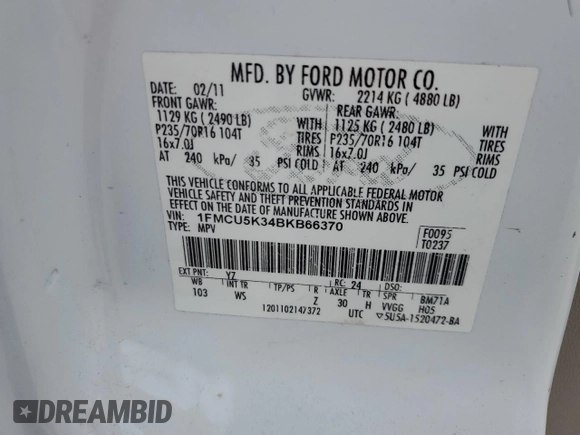 MFD. BY FORD MOTOR CO.
DATE: 02/11 GVWR: 2214 KG ( 4880 LB)
FRONT GAWR: REAR GAWR:
1129 KG ( 2490 LB) 1125 KG ( 2480 LB)
P235/70R16 104T TIRES P235/70R16 104T TIRES
16x7.0J RIMS 16x7.0J RIMS
AT 240 kPa/ 35 PSI COLD AT 240 kPa/ 35 PSI COLD
THIS VEHICLE CONFORMS TO ALL APPLICABLE FEDERAL MOTOR
VEHICLE SAFETY AND THEFT PREVENTION STANDARDS IN
EFFECT ON THE DATE OF MANUFACTURE SHOWN ABOVE.
VIN: 1FMCU5K34BKB66370
TYPE: MPV
F0095
T0237
EXT PNT: YZ RC: 24 DSO:
WB INT TR TP/PS R AXLE TR SPR BM71A
103 WS Z 30 H VVGG H05
1201102147372 UTC ▽5U5A-1520472-BA
DREAMBID